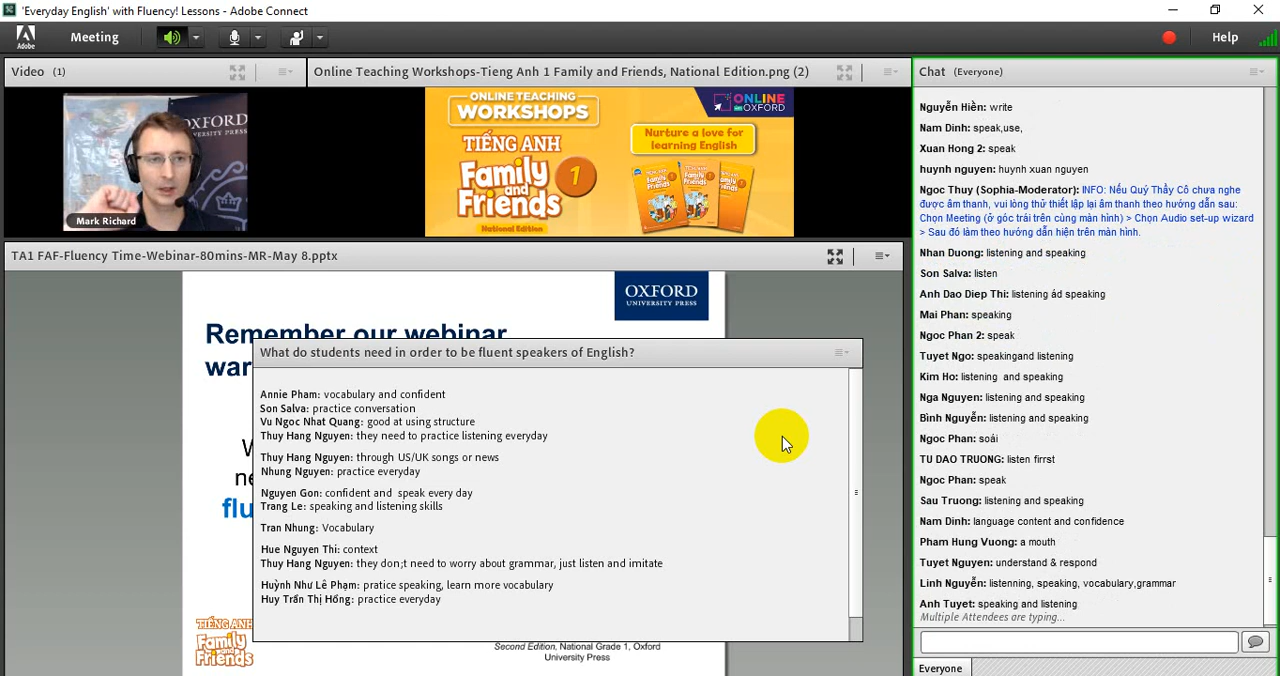 'Everyday English' with Fluency! Lessons - Adobe Connect
Adobe
Meeting
Help
Video (1)
OXFORD
UNIVERSITY PRESS
Mark Richard
Online Teaching Workshops-Tieng Anh 1 Family and Friends, National Edition.png (2)
ONLINE TEACHING
WORKSHOPS
TIẾNG ANH
Family and Friends 1
National Edition
ONLINE
OXFORD
Nurture a love for
learning English
TA1 FAF-Fluency Time-Webinar-80mins-MR-May 8.pptx
OXFORD
UNIVERSITY PRESS
Remember our webinar
war
W
ne
flu
What do students need in order to be fluent speakers of English?
Annie Pham: vocabulary and confident
Son Salva: practice conversation
Vu Ngoc Nhat Quang: good at using structure
Thuy Hang Nguyen: they need to practice listening everyday
Thuy Hang Nguyen: through US/UK songs or news
Nhung Nguyen: practice everyday
Nguyen Gon: confident and speak every day
Trang Le: speaking and listening skills
Tran Nhung: Vocabulary
Hue Nguyen Thi: context
Thuy Hang Nguyen: they don;t need to worry about grammar, just listen and imitate
Huỳnh Như Lê Phạm: pratice speaking, learn more vocabulary
Huy Trần Thị Hồng: practice everyday
TIẾNG ANH
Family and Friends
Second Edition, National Grade 1, Oxford
University Press
Chat (Everyone)
Nguyễn Hiền: write
Nam Dinh: speak,use,
Xuan Hong 2: speak
huynh nguyen: huynh xuan nguyen
Ngoc Thuy (Sophia-Moderator): INFO: Nếu Quý Thầy Cô chưa nghe
được âm thanh, vui lòng thử thiết lập lại âm thanh theo hướng dẫn sau:
Chọn Meeting (ở góc trái trên cùng màn hình) > Chọn Audio set-up wizard
> Sau đó làm theo hướng dẫn hiện trên màn hình.
Nhan Duong: listening and speaking
Son Salva: listen
Anh Dao Diep Thi: listening ád speaking
Mai Phan: speaking
Ngoc Phan 2: speak
Tuyet Ngo: speakingand listening
Kim Ho: listening and speaking
Nga Nguyen: listening and speaking
Bình Nguyễn: listening and speaking
Ngoc Phan: soái
TU DAO TRUONG: listen firrst
Ngoc Phan: speak
Sau Truong: listening and speaking
Nam Dinh: language content and confidence
Pham Hung Vuong: a mouth
Tuyet Nguyen: understand & respond
Linh Nguyễn: listenning, speaking, vocabulary,grammar
Anh Tuyet: speaking and listening
Multiple Attendees are typing...
Everyone